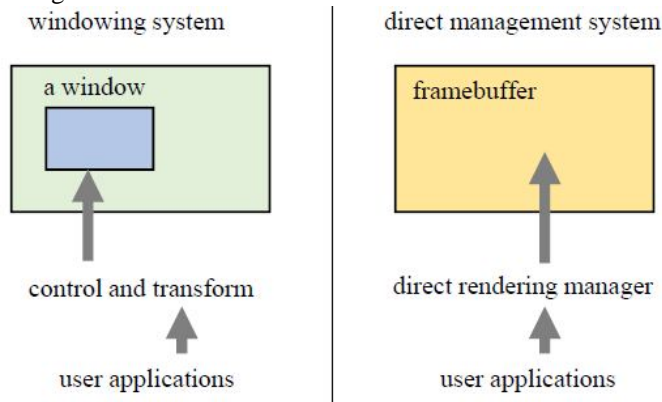 windowing system
a window
control and transform
user applications
direct management system
framebuffer
direct rendering manager
user applications